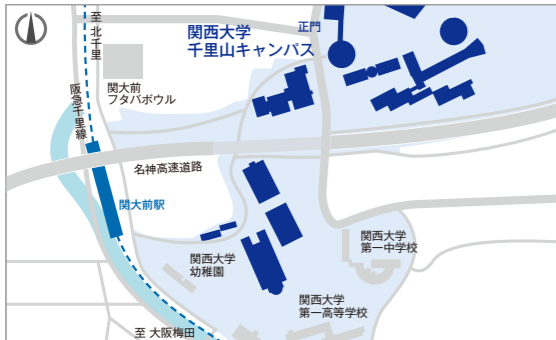 至 北千里
阪急千里線
関大前
フタバボウル
関西大学
千里山キャンパス
正門
名神高速道路
関大前駅
関西大学
幼稚園
関西大学
第一中学校
関西大学
第一高等学校
至 大阪梅田